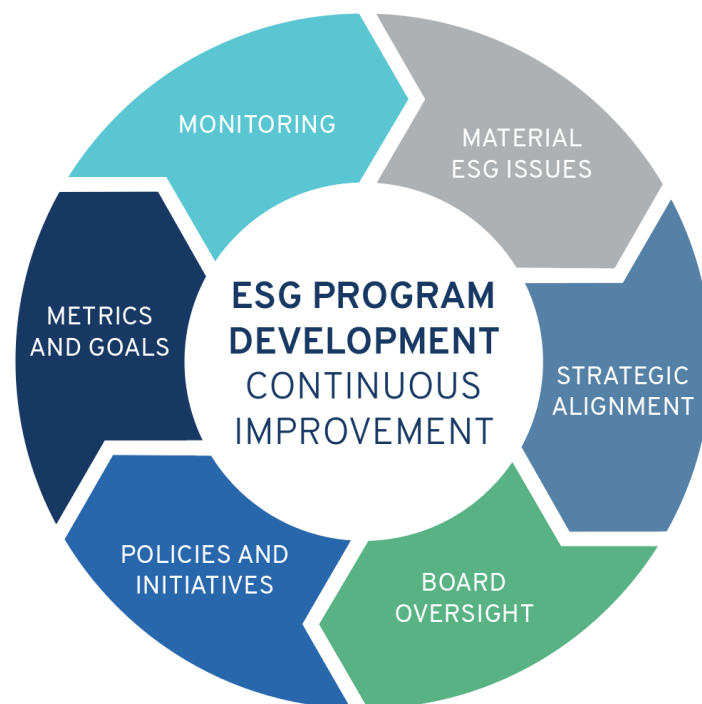 MONITORING
MATERIAL
ESG ISSUES
METRICS
AND GOALS
ESG PROGRAM
DEVELOPMENT
CONTINUOUS
IMPROVEMENT
STRATEGIC
ALIGNMENT
POLICIES AND
INITIATIVES
BOARD
OVERSIGHT